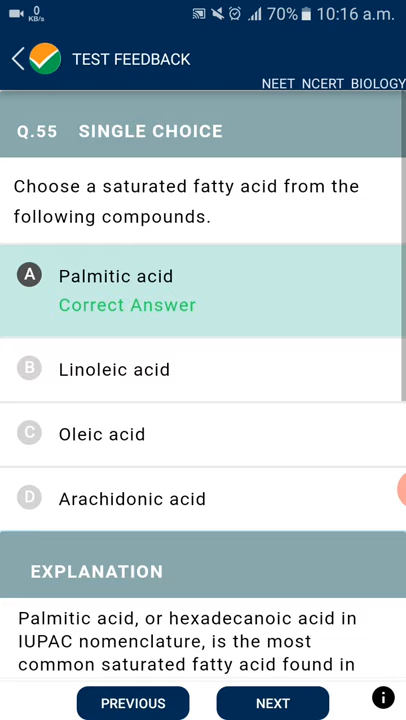 0
KB/s
70% 10:16 a.m.
TEST FEEDBACK
NEET NCERT BIOLOGY
Q.55 SINGLE CHOICE
Choose a saturated fatty acid from the
following compounds.
A Palmitic acid
Correct Answer
B Linoleic acid
C Oleic acid
D Arachidonic acid
EXPLANATION
Palmitic acid, or hexadecanoic acid in
IUPAC nomenclature, is the most
common saturated fatty acid found in
PREVIOUS NEXT i